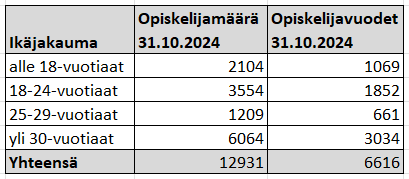 Ikäjakauma Opiskelijamäärä 31.10.2024 Opiskelijavuodet 31.10.2024
alle 18-vuotiaat 2104 1069
18-24-vuotiaat 3554 1852
25-29-vuotiaat 1209 661
yli 30-vuotiaat 6064 3034
Yhteensä 12931 6616